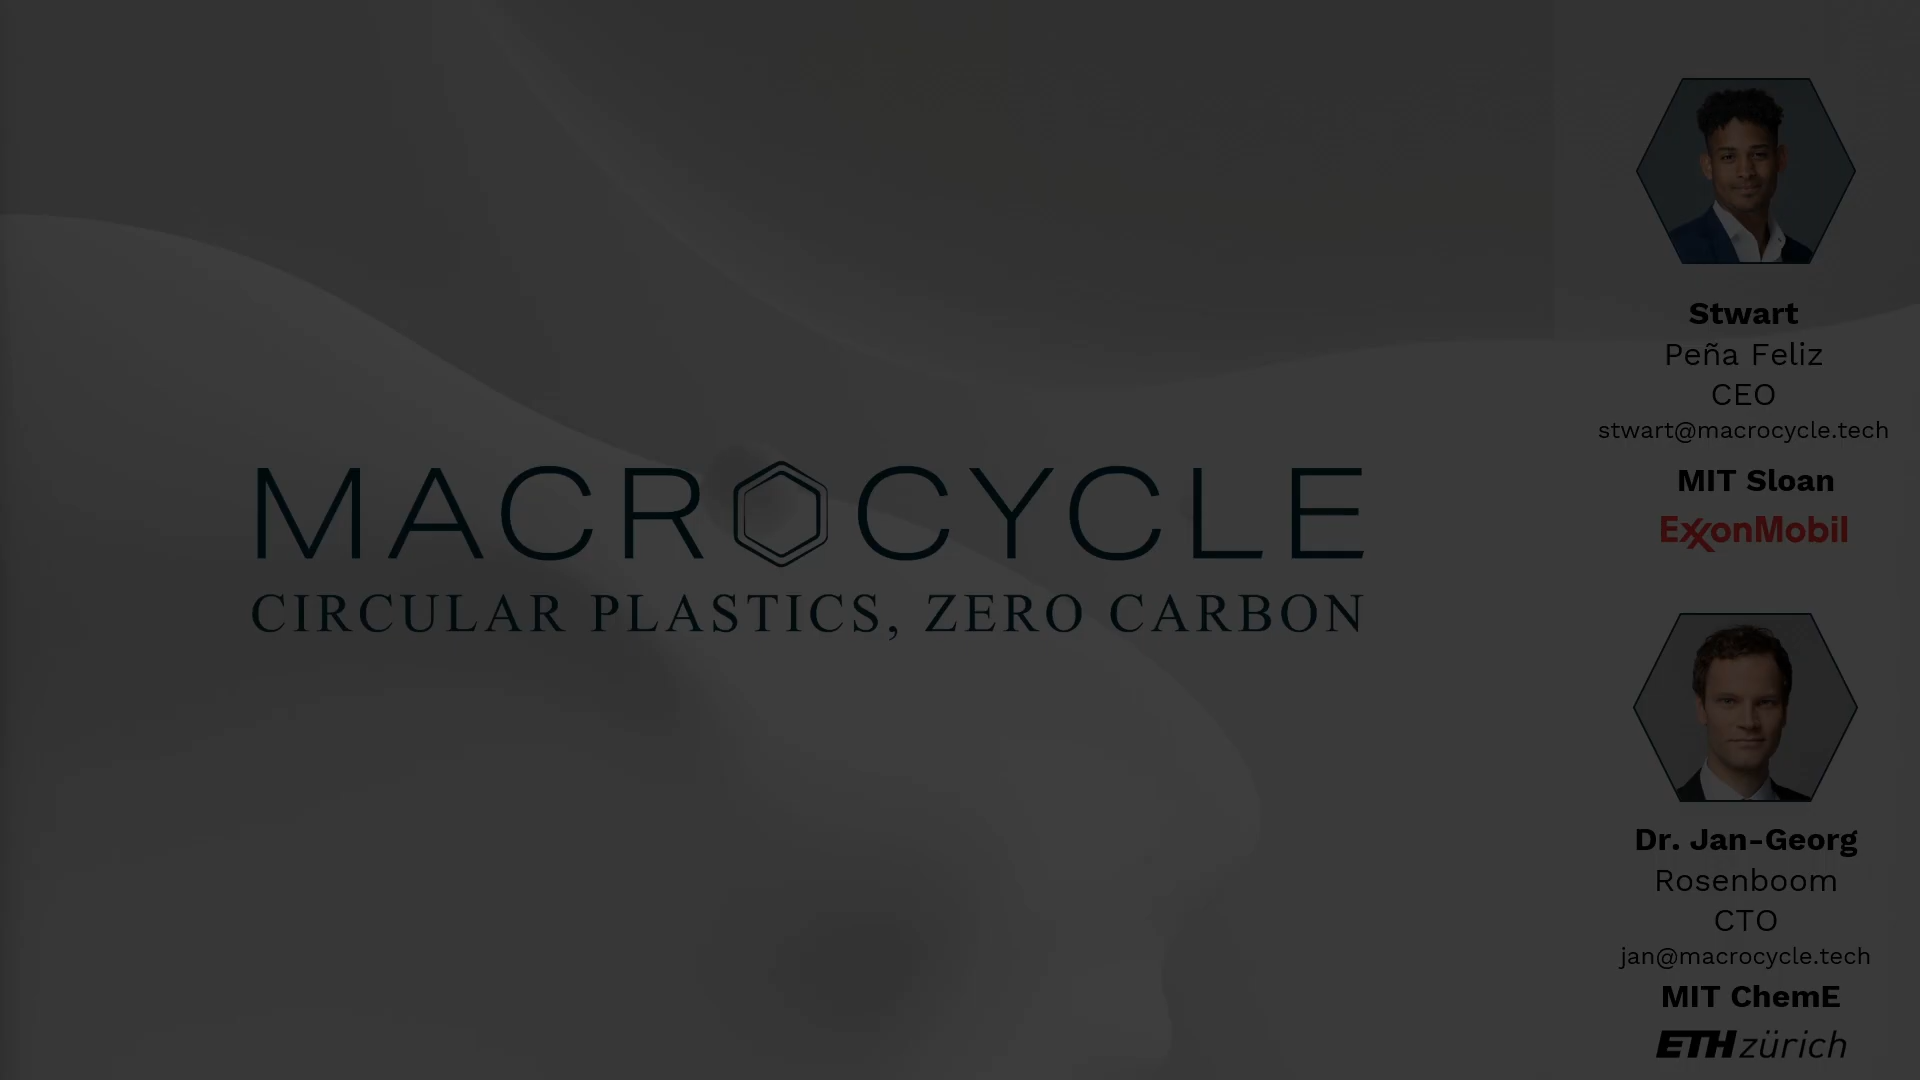 MACROCYCLE
CIRCULAR PLASTICS, ZERO CARBON
Stwart
Peña Feliz
CEO
stwart@macrocycle.tech
MIT Sloan
ExxonMobil
Dr. Jan-Georg
Rosenboom
CTO
jan@macrocycle.tech
MIT ChemE
ETH zürich